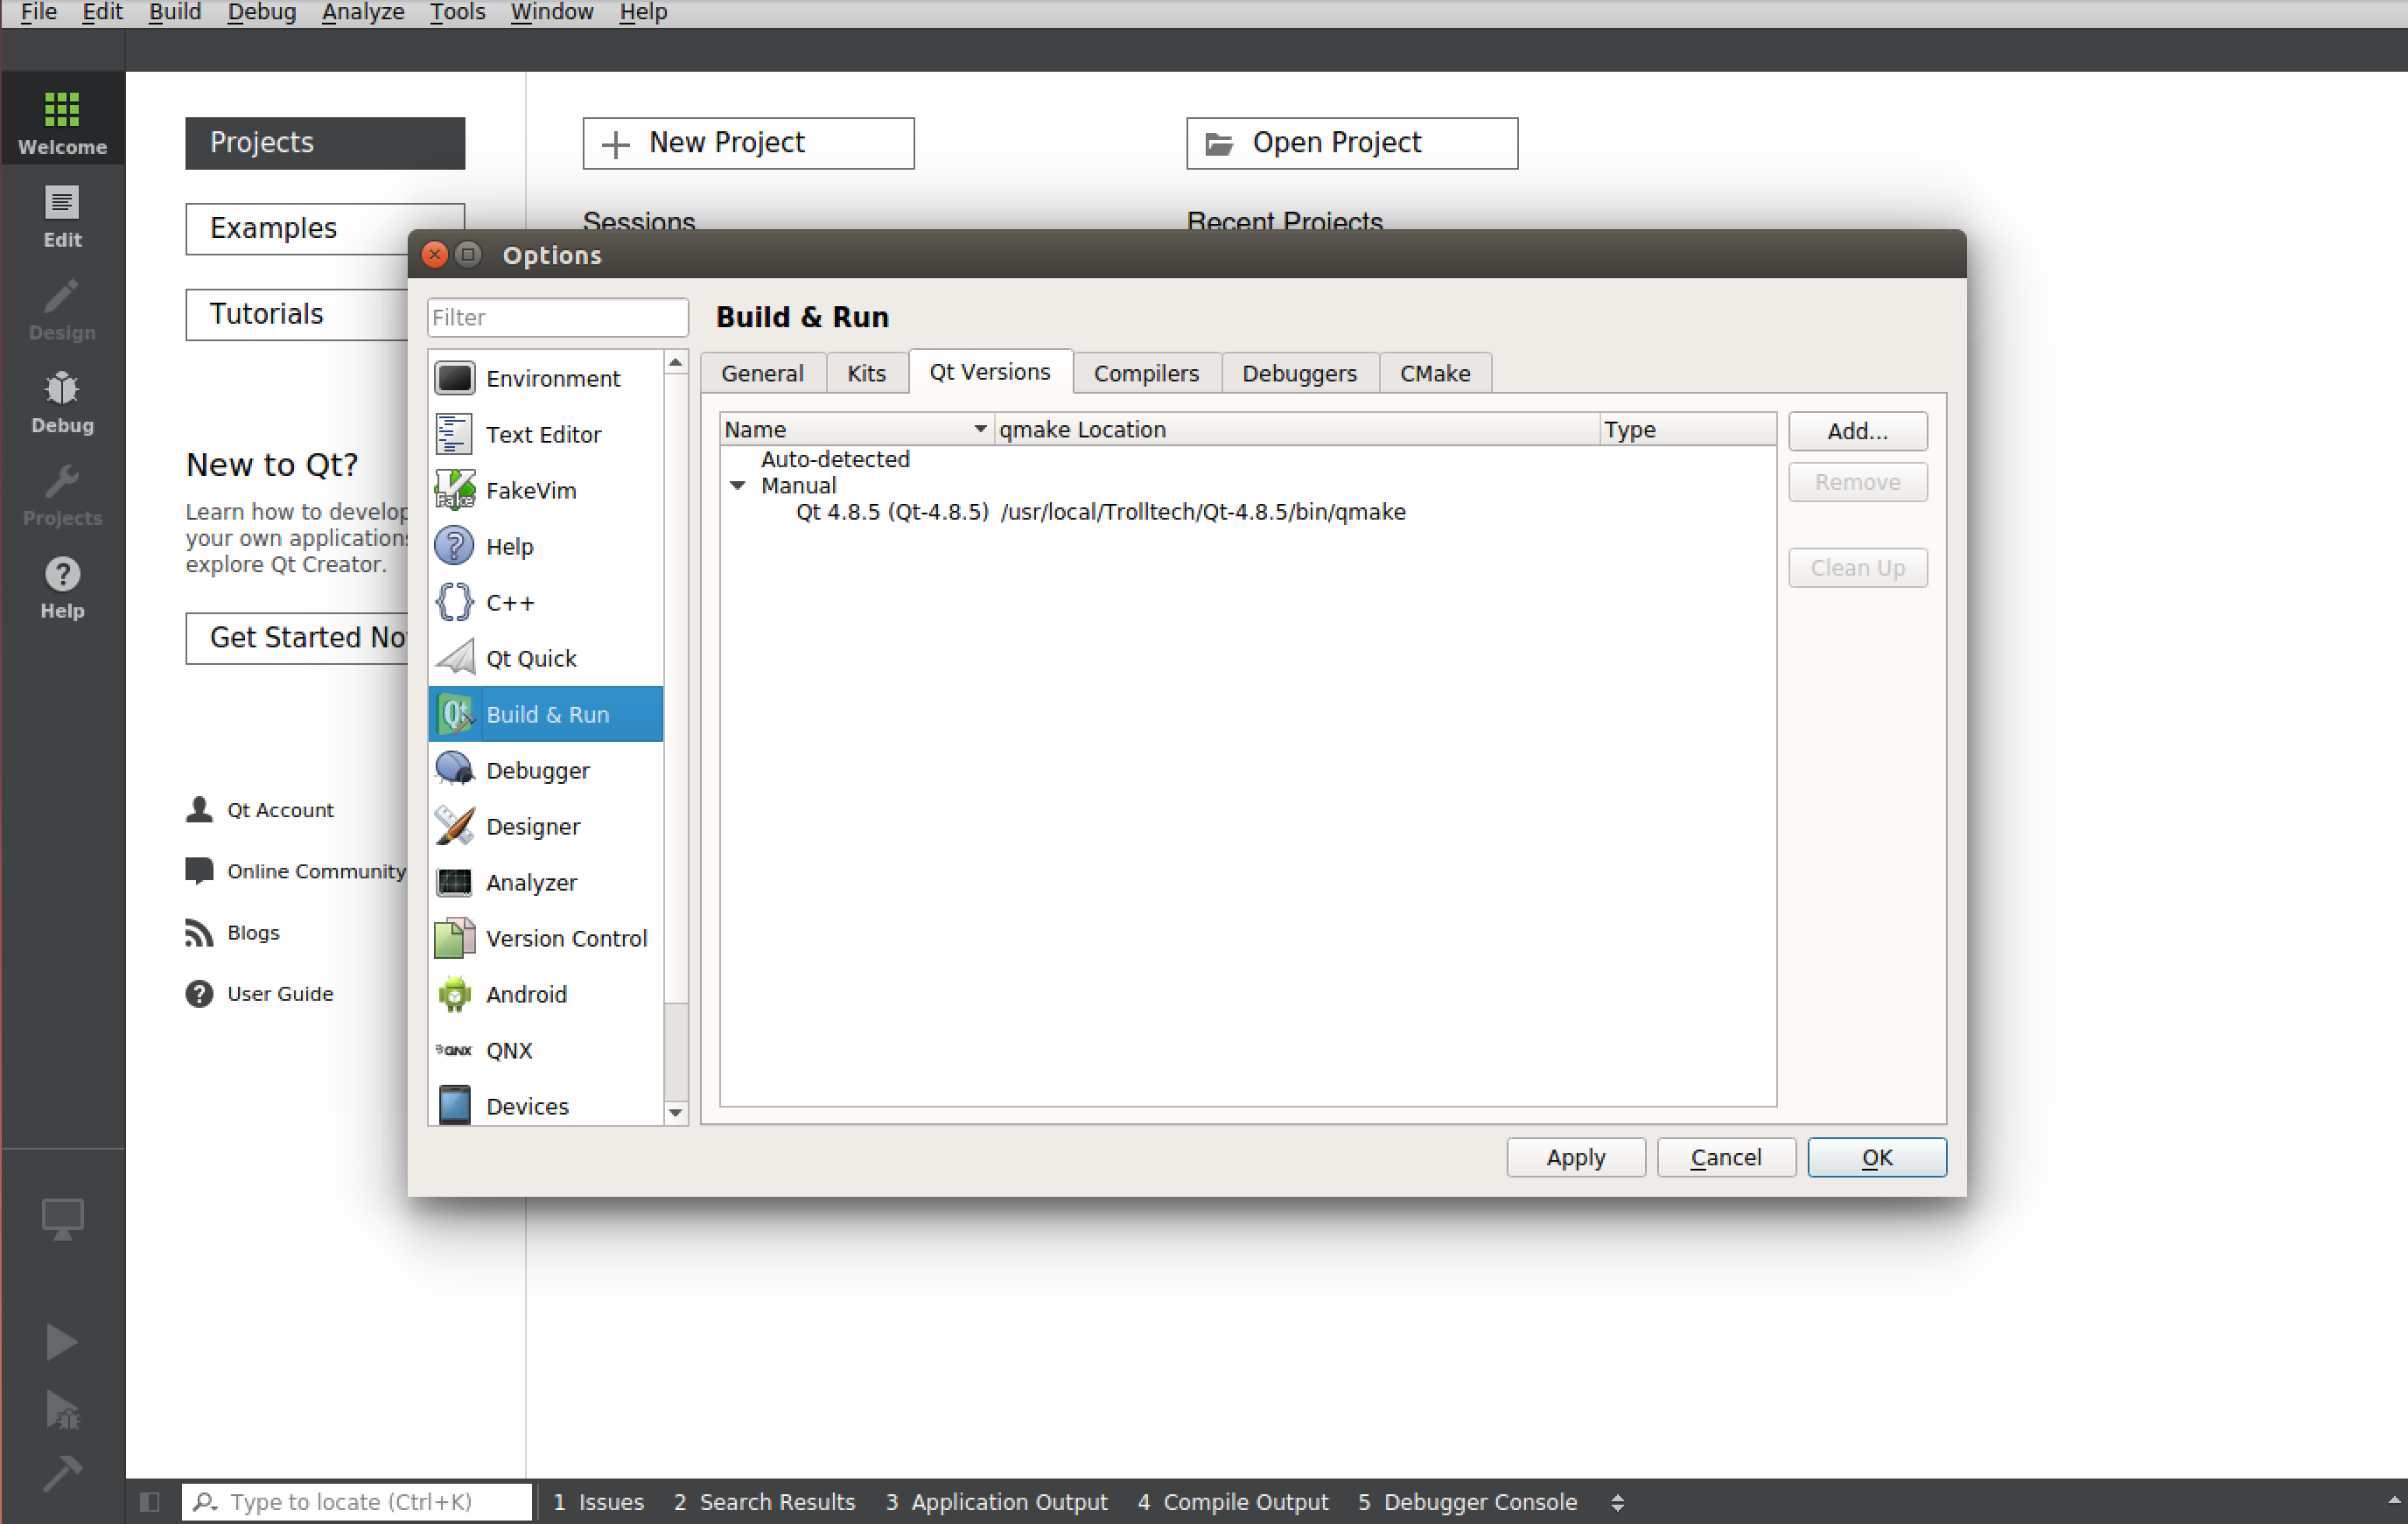 File Edit Build Debug Analyze Tools Window Help
Welcome
Edit
Design
Debug
Projects
Help
Projects
Examples
Tutorials
New to Qt?
Learn how to develop
your own applications
explore Qt Creator.
Get Started No
Qt Account
Online Community
Blogs
User Guide
New Project
Open Project
Sessions
Recent Projects
Options
Filter
Environment
Text Editor
Fake
FakeVim
Help
C++
Qt Quick
Build & Run
Debugger
Designer
Analyzer
Version Control
Android
QNX QNX
Devices
Build & Run
General Kits Qt Versions Compilers Debuggers CMake
Name qmake Location Type
Auto-detected
Manual
Qt 4.8.5 (Qt-4.8.5) /usr/local/Trolltech/Qt-4.8.5/bin/qmake
Add...
Remove
Clean Up
Apply Cancel OK
Type to locate (Ctrl+K) 1 Issues 2 Search Results 3 Application Output 4 Compile Output 5 Debugger Console